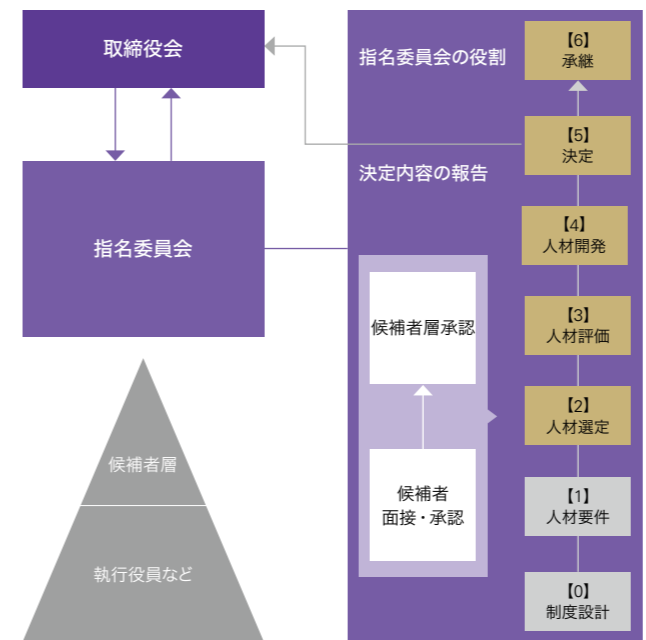 取締役会
指名委員会
候補者層
執行役員など
指名委員会の役割
決定内容の報告
候補者層承認
候補者
面接・承認
【6】
承継
【5】
決定
【4】
人材開発
【3】
人材評価
【2】
人材選定
【1】
人材要件
【0】
制度設計